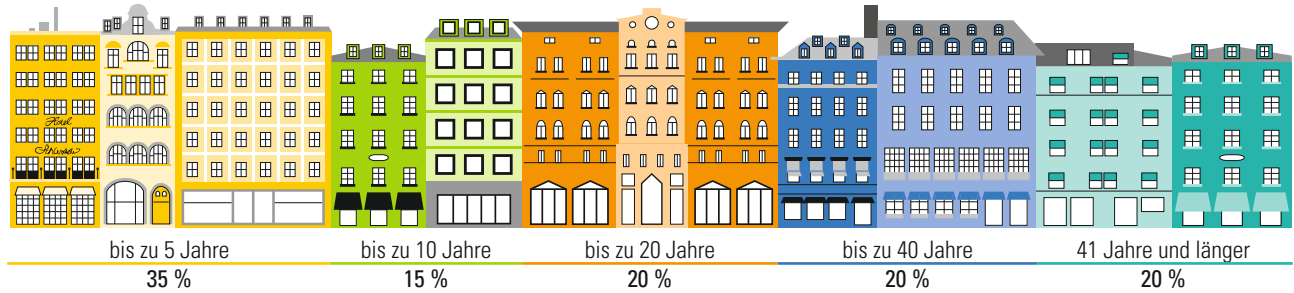 Hotel
bis zu 5 Jahre
bis zu 10 Jahre
bis zu 20 Jahre
bis zu 40 Jahre
41 Jahre und länger
35 %
15 %
20 %
20 %
20 %